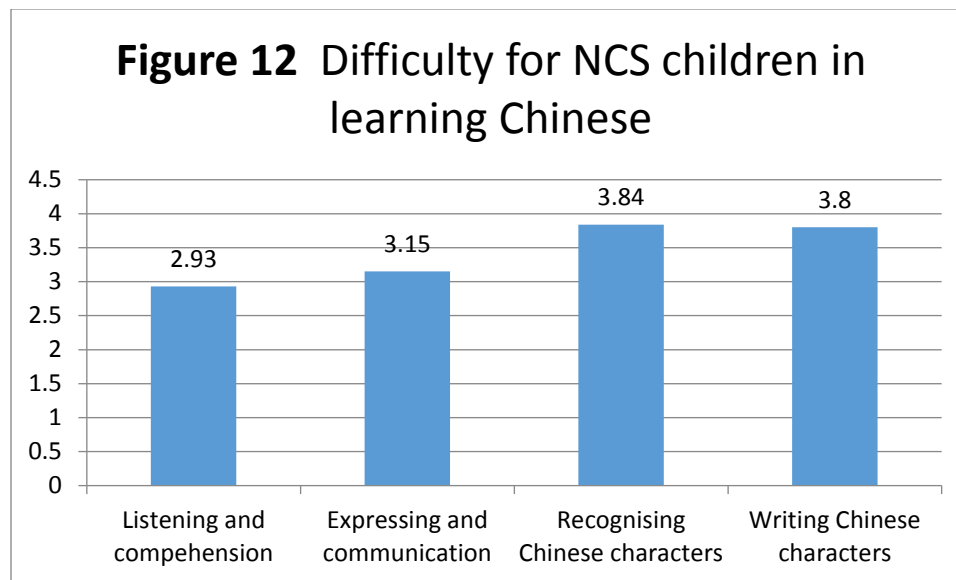 Figure 12 Difficulty for NCS children in
learning Chinese
4.5
4
3.5
3
2.5
2
1.5
1
0.5
0
2.93
3.15
3.84
3.8
Listening and
compehension
Expressing and
communication
Recognising
Chinese characters
Writing Chinese
characters